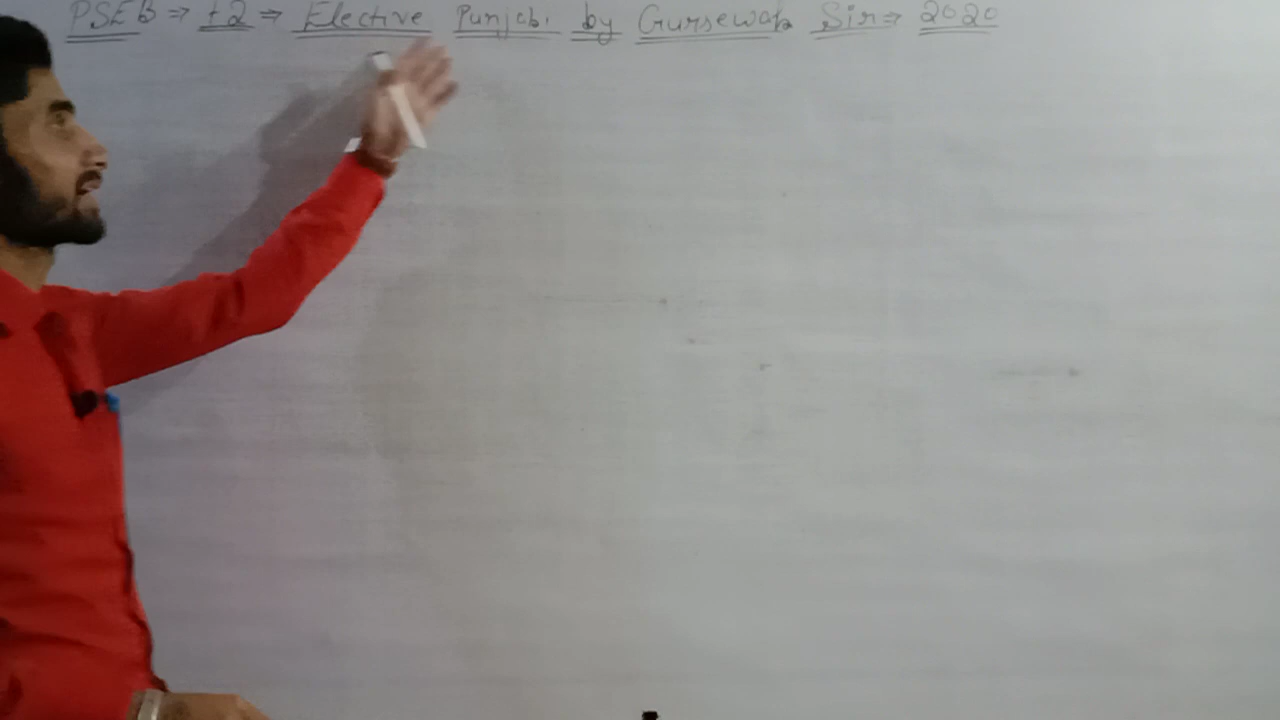 PSEb ⇒ +2 ⇒ Elective Punjabi by Gursewak Sir ⇒ 2020